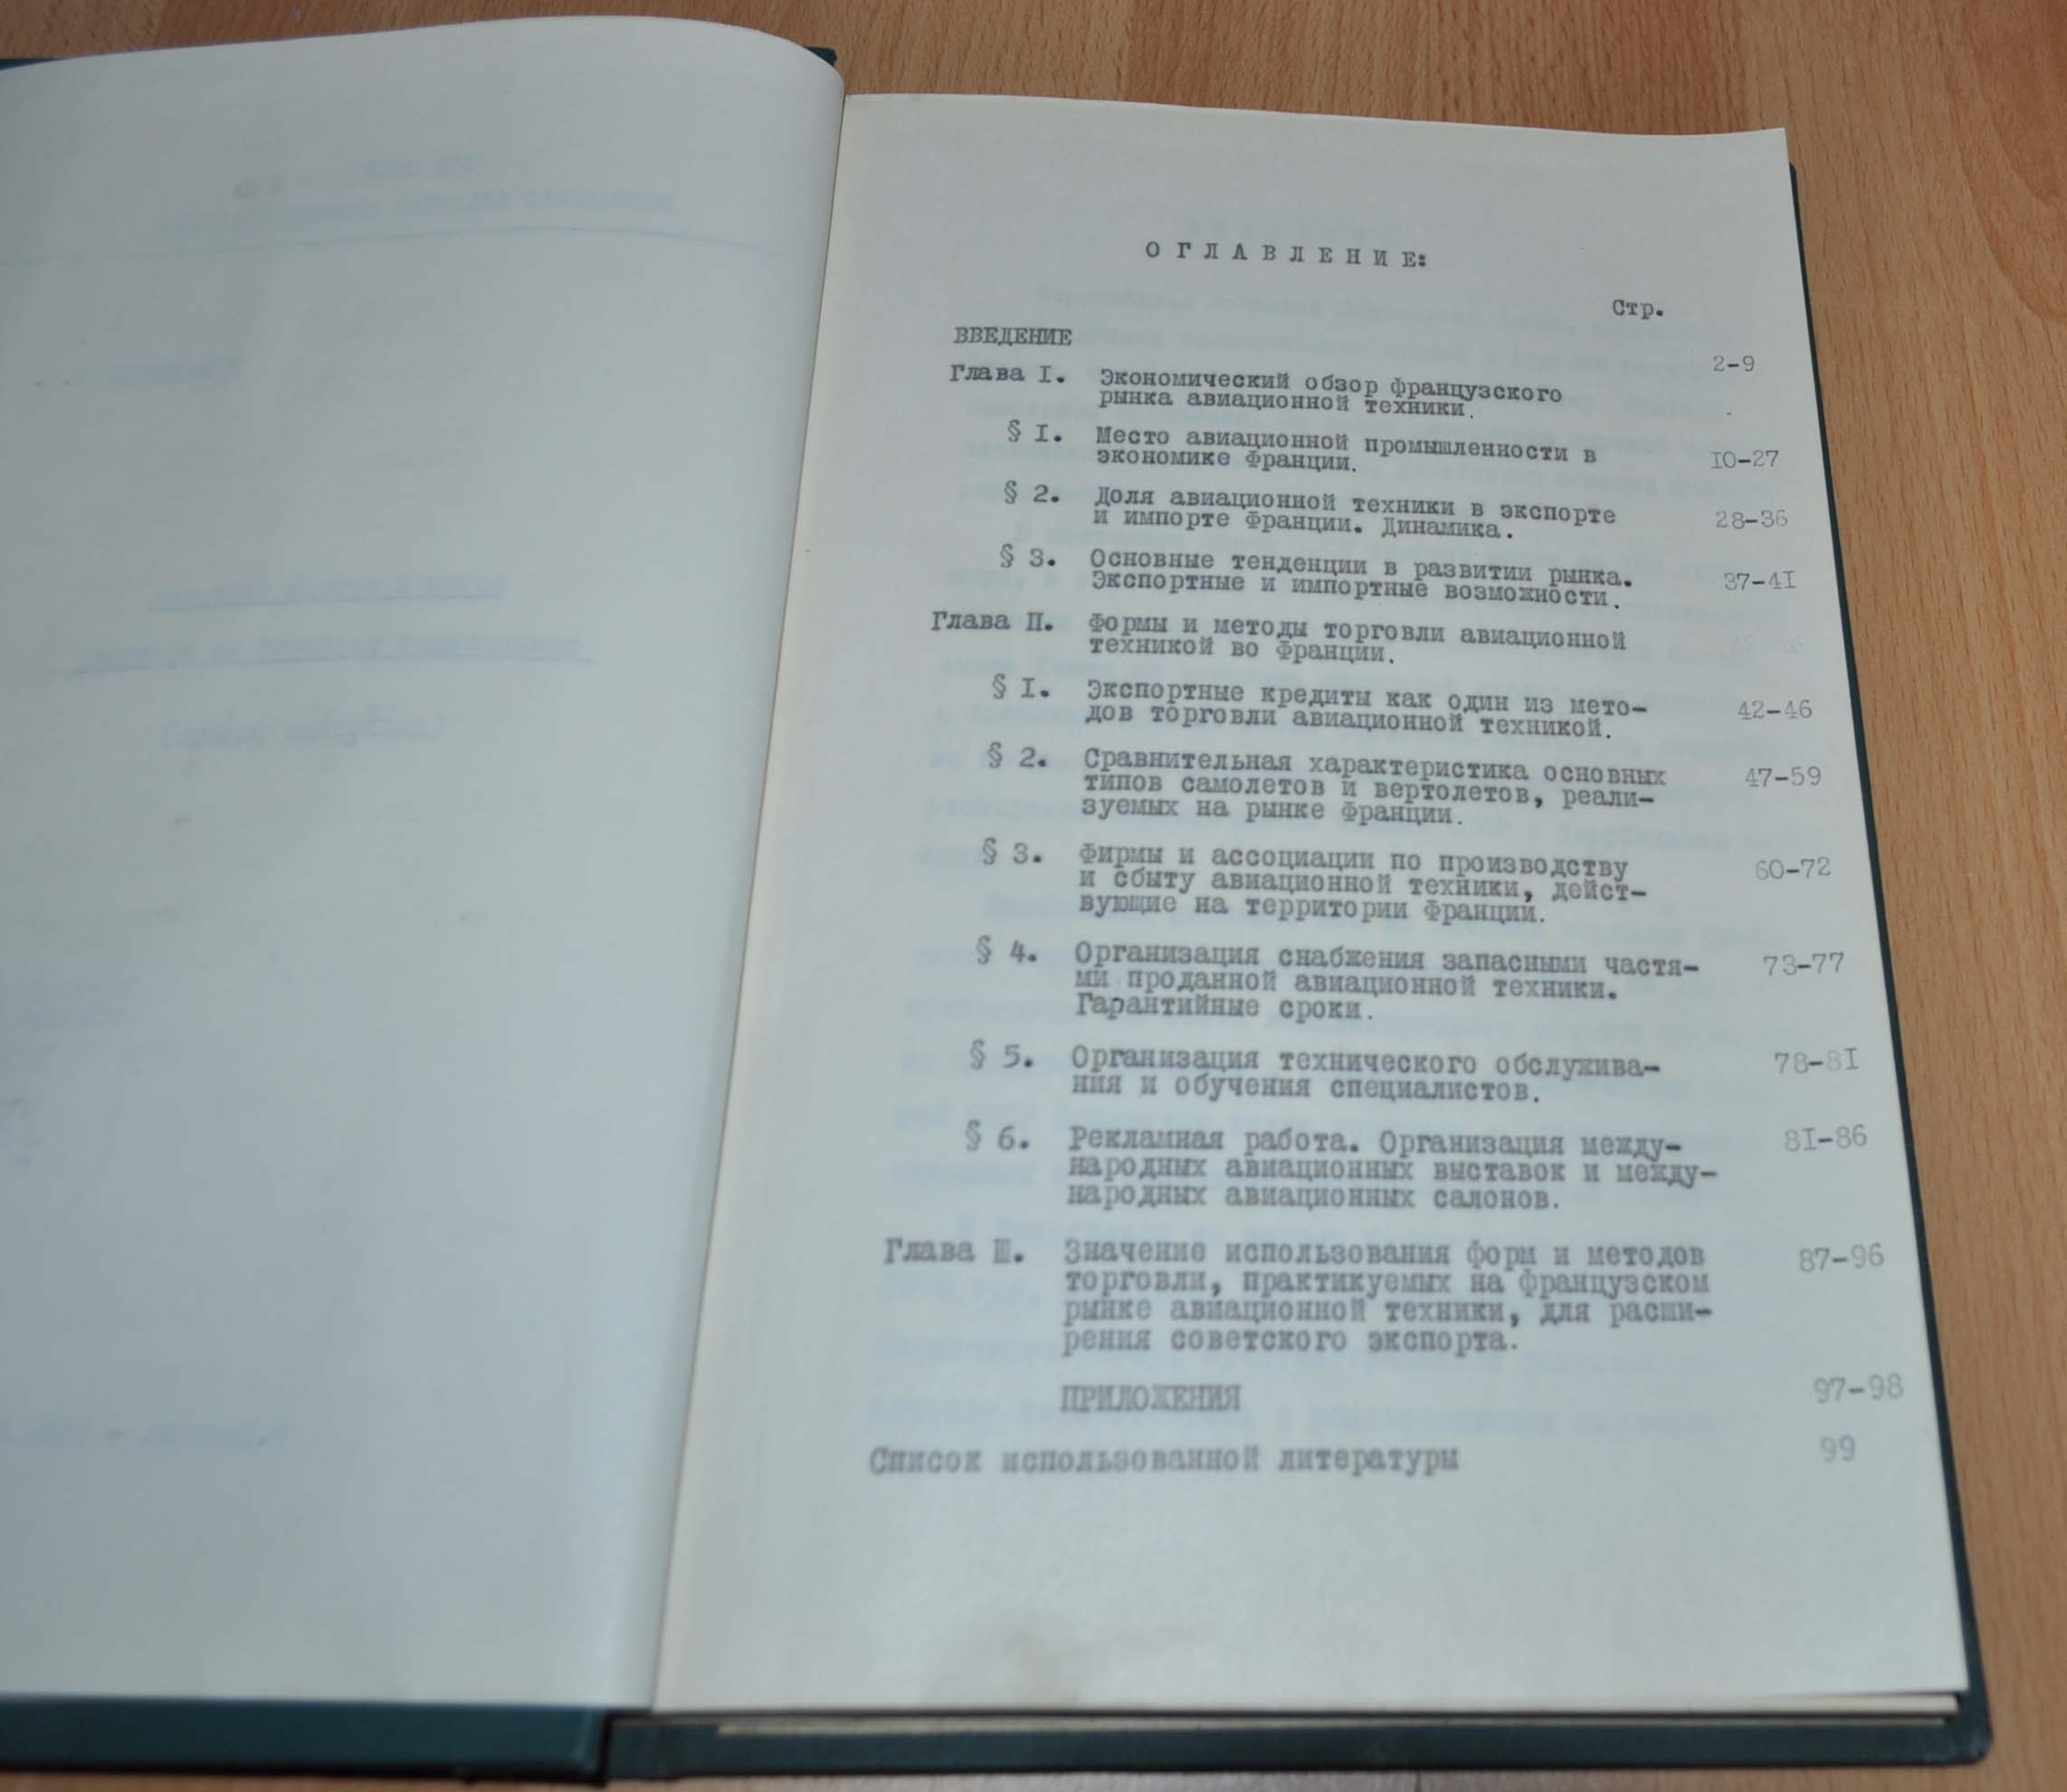 ОГЛАВЛЕНИЕ:
Стр.
ВВЕДЕНИЕ 2-9
Глава I. Экономический обзор французского
рынка авиационной техники.
§ I. Место авиационной промышленности в
экономике Франции. I0-27
§ 2. Доля авиационной техники в экспорте
и импорте Франции. Динамика. 28-36
§ 3. Основные тенденции в развитии рынка.
Экспортные и импортные возможности. 37-4I
Глава П. Формы и методы торговли авиационной
техникой во Франции.
§ I. Экспортные кредиты как один из мето-
дов торговли авиационной техникой. 42-46
§ 2. Сравнительная характеристика основных 47-59
типов самолетов и вертолетов, реали-
зуемых на рынке Франции.
§ 3. Фирмы и ассоциации по производству 60-72
и сбыту авиационной техники, дейст-
вующие на территории Франции.
§ 4. Организация снабжения запасными частя- 73-77
ми проданной авиационной техники.
Гарантийные сроки.
§ 5. Организация технического обслужива- 78-8I
ния и обучения специалистов.
§ 6. Рекламная работа. Организация между- 8I-86
народных авиационных выставок и между-
народных авиационных салонов.
Глава Ш. Значение использования форм и методов 87-96
торговли, практикуемых на французском
рынке авиационной техники, для расши-
рения советского экспорта.
ПРИЛОЖЕНИЯ 97-98
Список использованной литературы 99